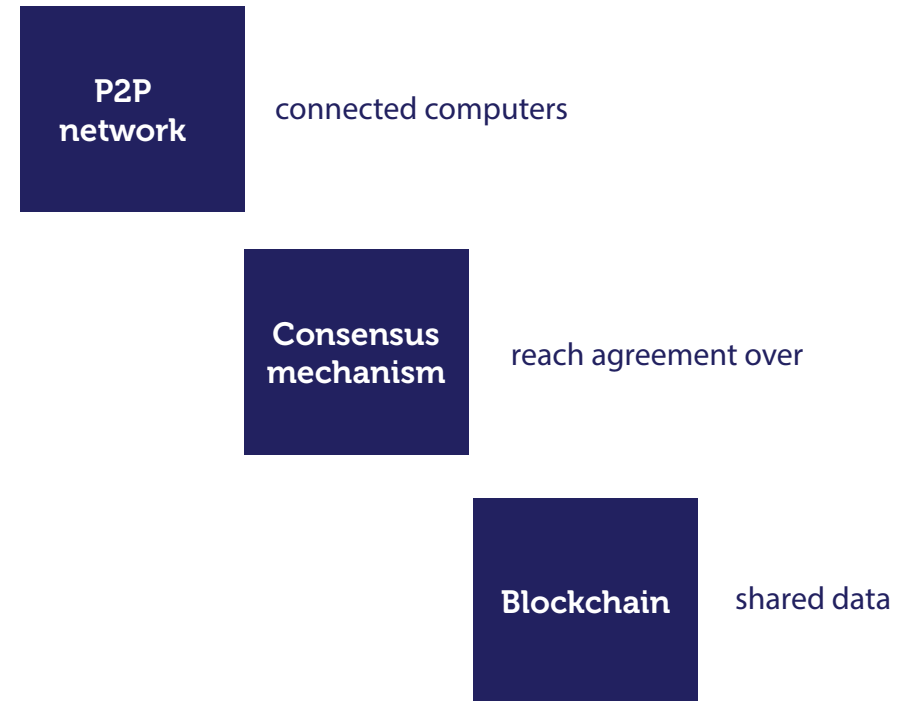 P2P
network
connected computers
Consensus
mechanism
reach agreement over
Blockchain
shared data